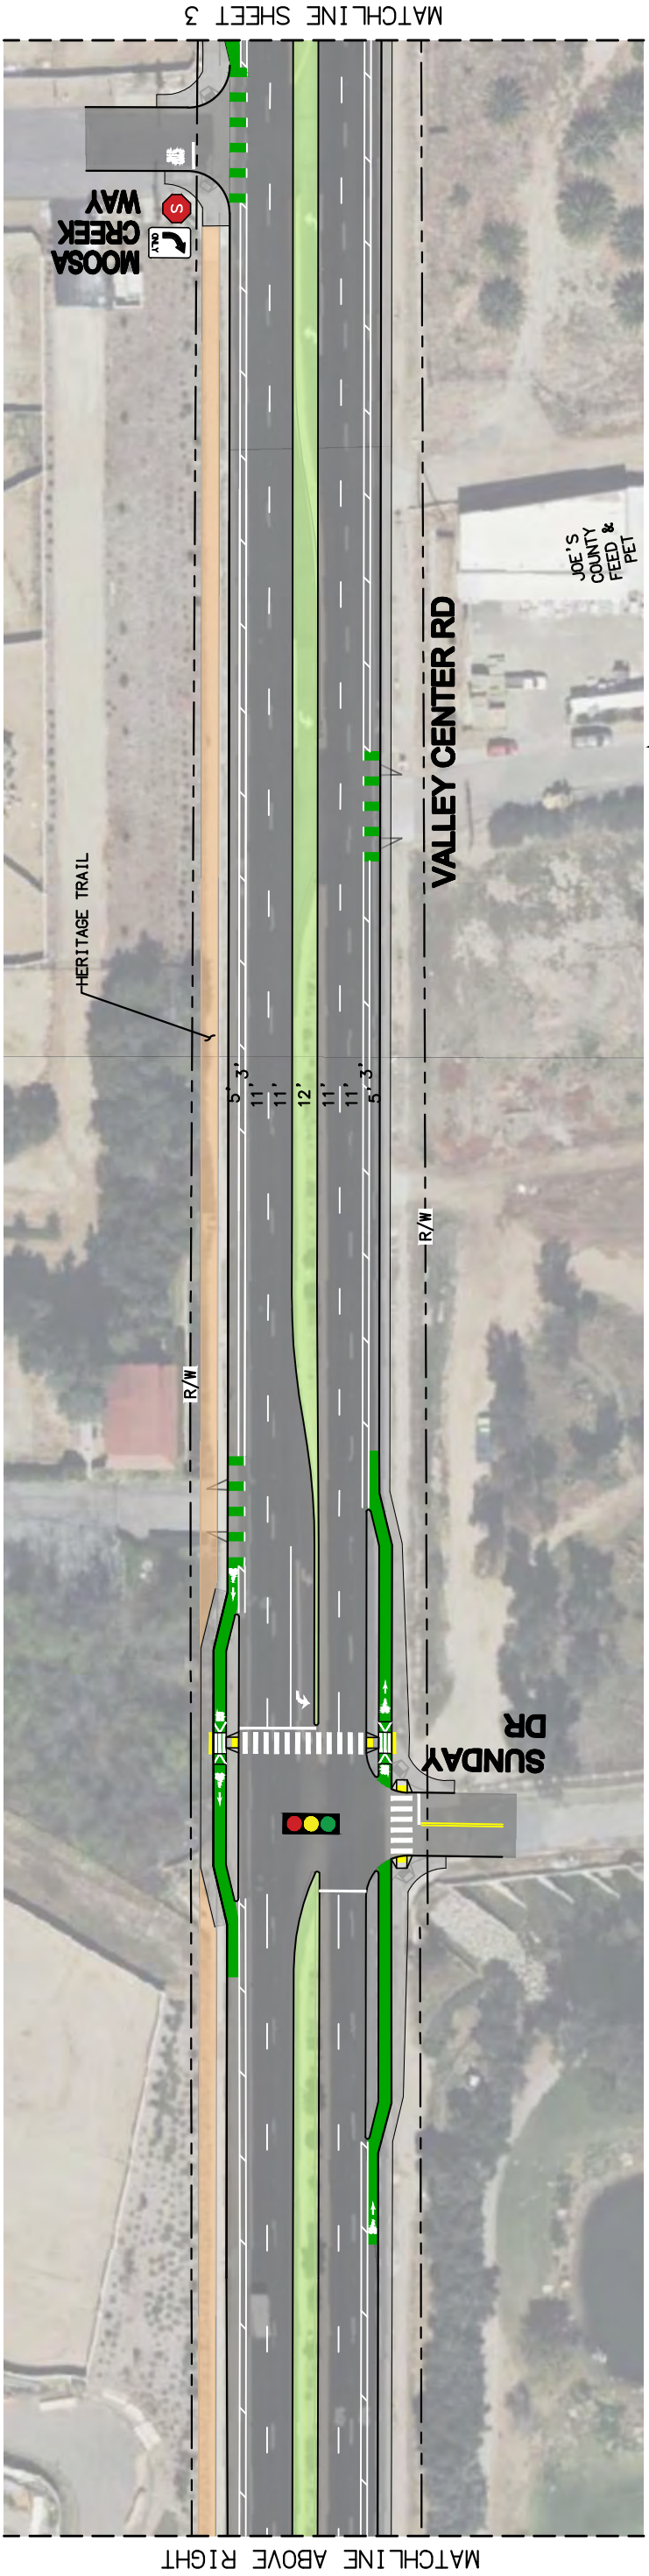 MATCHLINE SHEET 3
MOOSA
CREEK
WAY
S
ONLY
JOE'S
COUNTY
FEED &
PET
VALLEY CENTER RD
HERITAGE TRAIL
5'
3'
11'
11'
12'
11'
11'
3'
5'
R/W
R/W
SUNDAY
DR
MATCHLINE ABOVE RIGHT